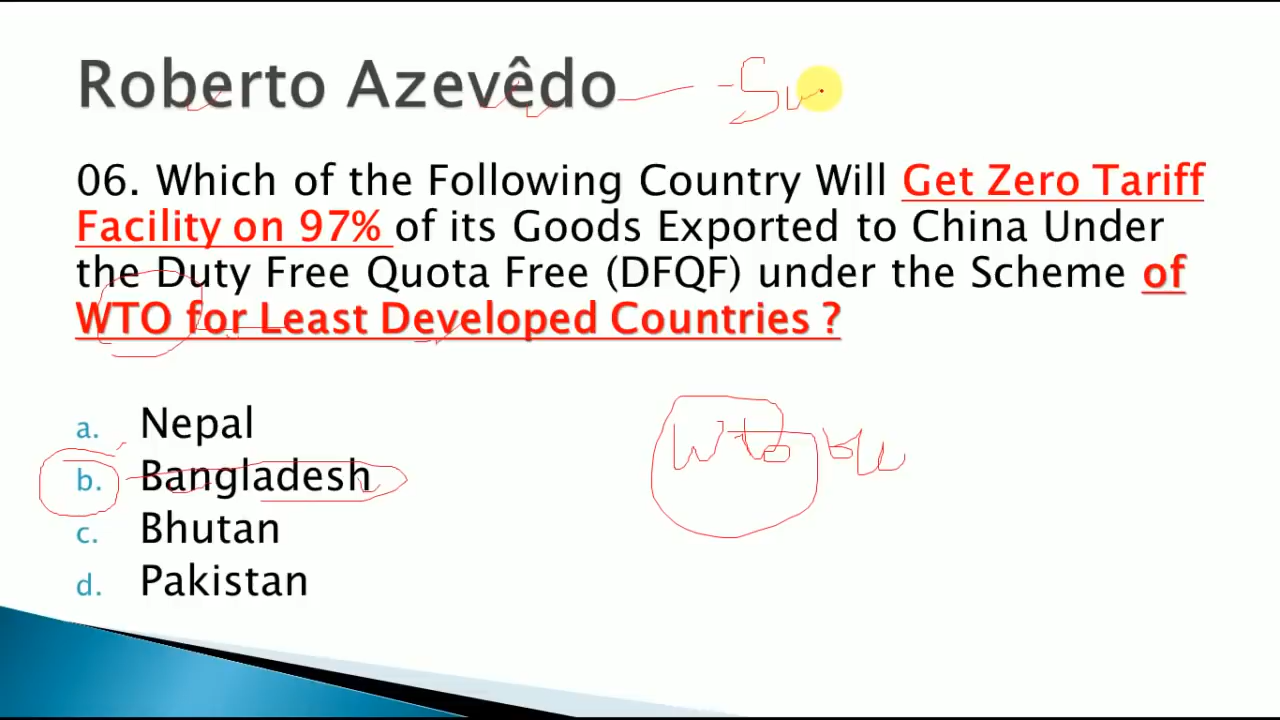 Roberto Azevêdo
06. Which of the Following Country Will Get Zero Tariff
Facility on 97% of its Goods Exported to China Under
the Duty Free Quota Free (DFQF) under the Scheme of
WTO for Least Developed Countries ?
a. Nepal
b. Bangladesh
c. Bhutan
d. Pakistan
Wto